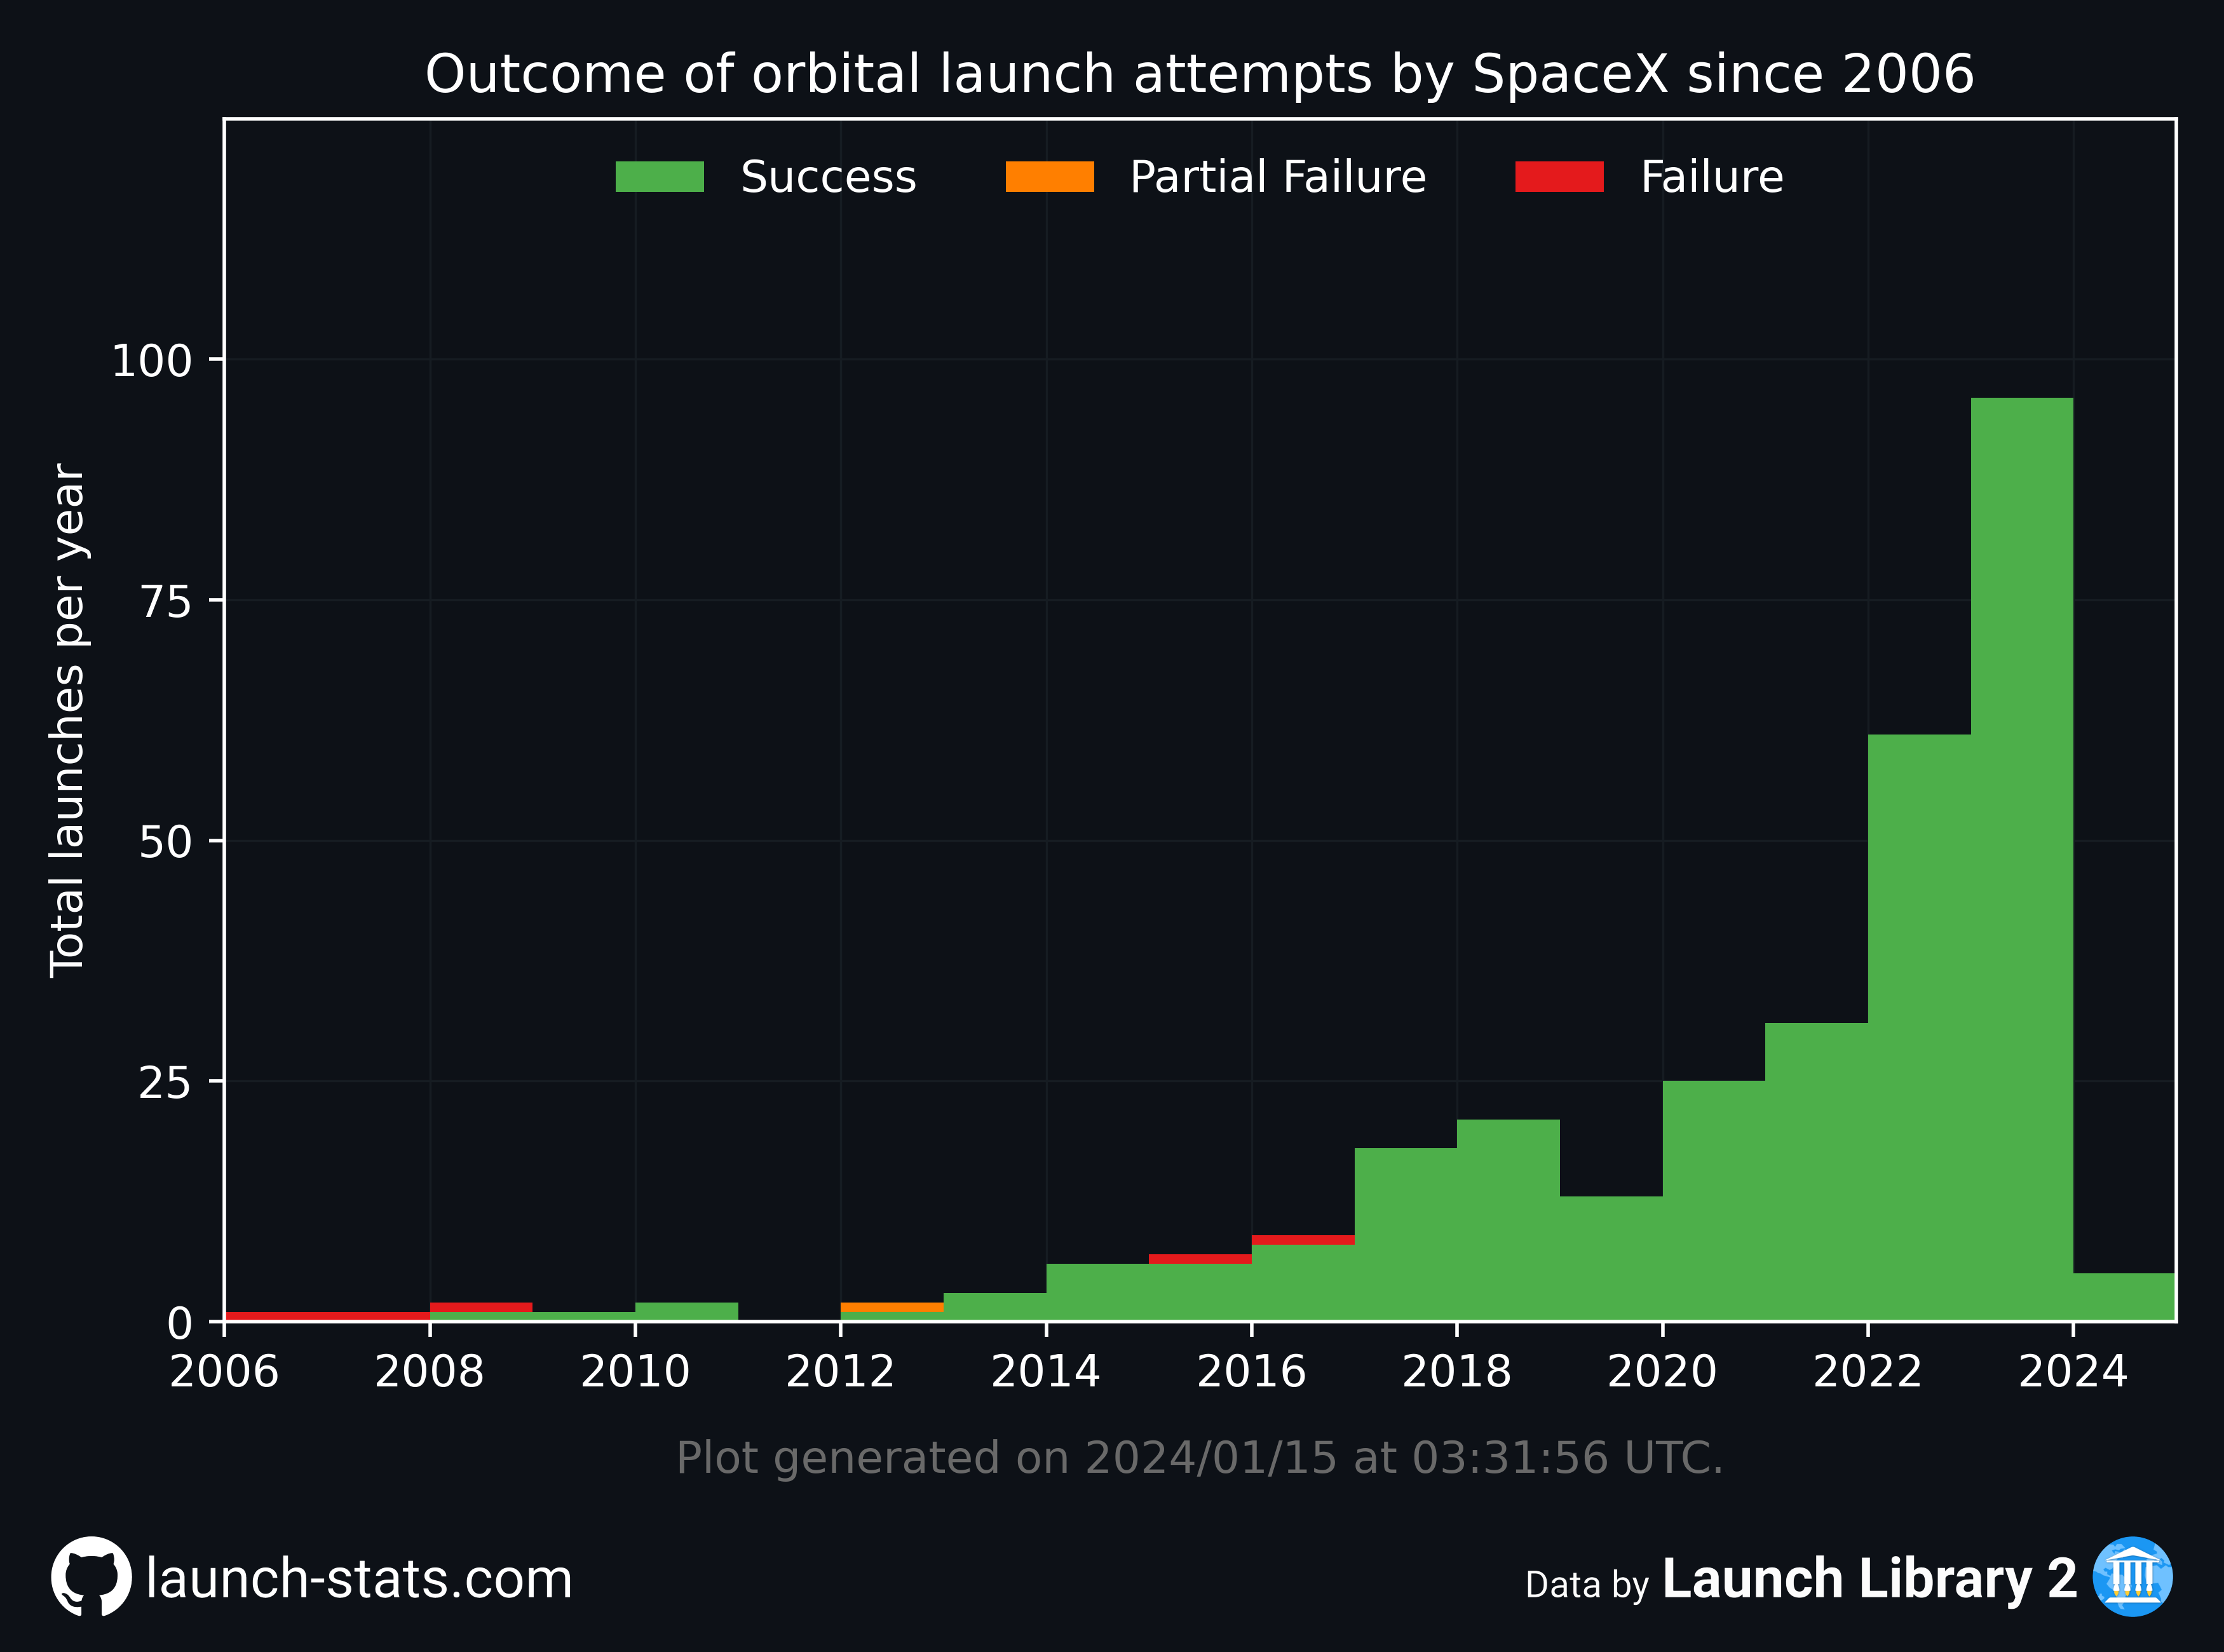 Outcome of orbital launch attempts by SpaceX since 2006
Success Partial Failure Failure
Total launches per year
100
75
50
25
0
2006 2008 2010 2012 2014 2016 2018 2020 2022 2024
Plot generated on 2024/01/15 at 03:31:56 UTC.
launch-stats.com
Data by Launch Library 2